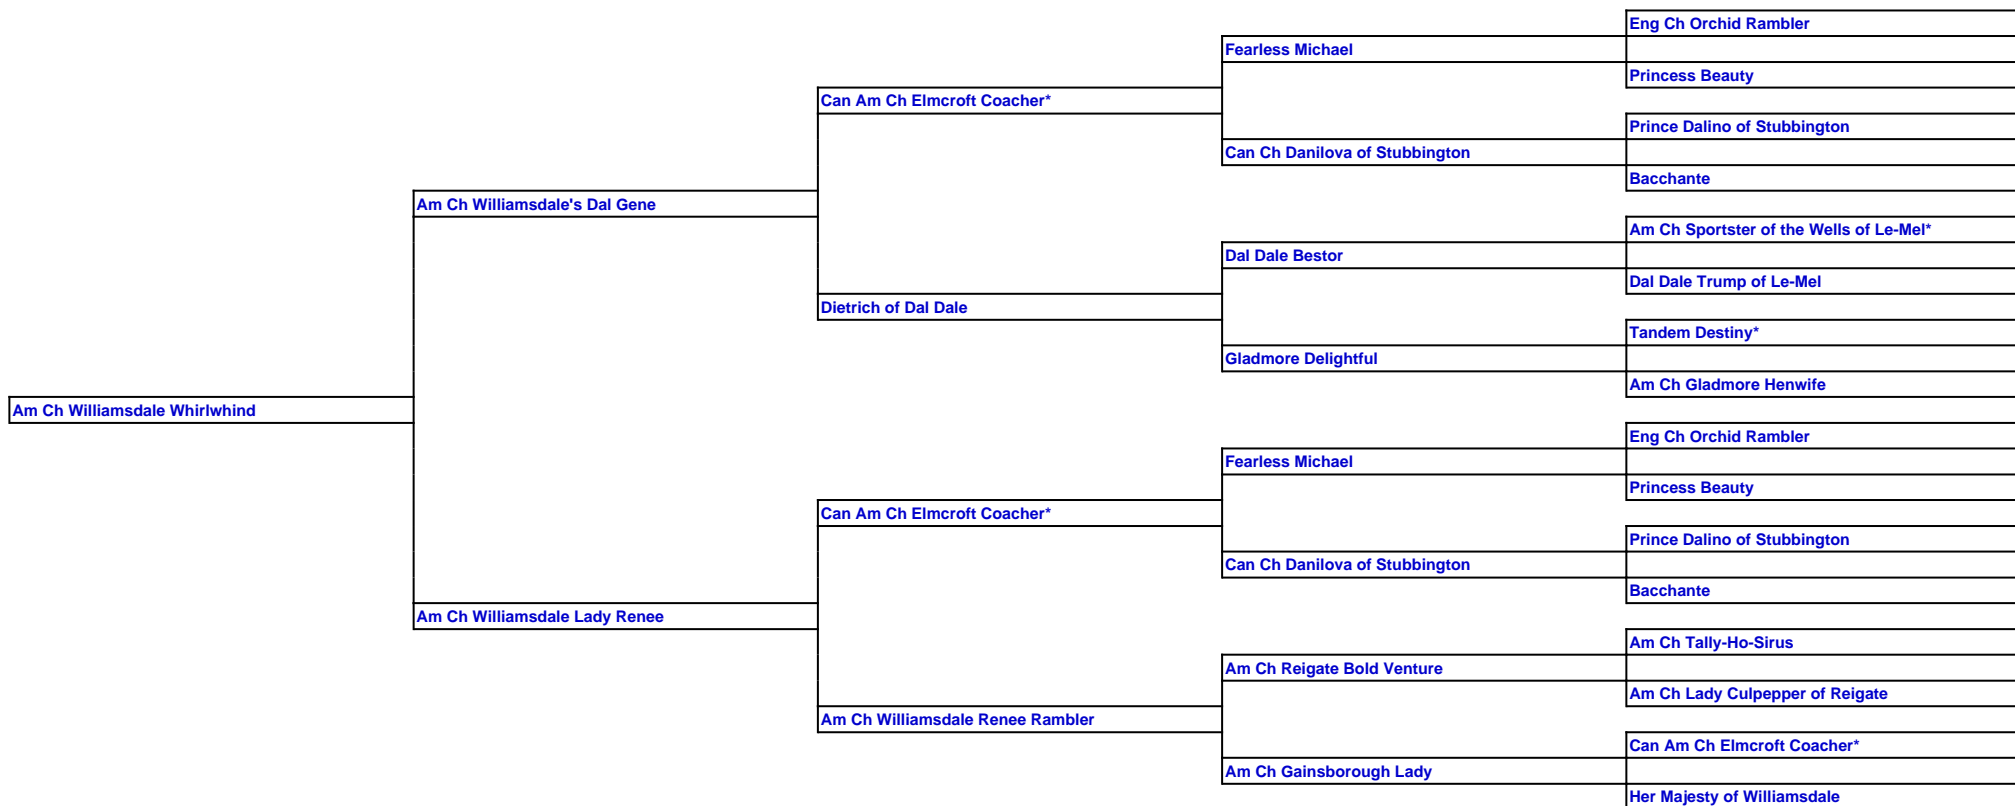 Eng Ch Orchid Rambler
Fearless Michael
Princess Beauty
Can Am Ch Elmcroft Coacher*
Prince Dalino of Stubbington
Can Ch Danilova of Stubbington
Bacchante
Am Ch Williamsdale's Dal Gene
Am Ch Sportster of the Wells of Le-Mel*
Dal Dale Bestor
Dal Dale Trump of Le-Mel
Dietrich of Dal Dale
Tandem Destiny*
Gladmore Delightful
Am Ch Gladmore Henwife
Am Ch Williamsdale Whirlwhind
Eng Ch Orchid Rambler
Fearless Michael
Princess Beauty
Can Am Ch Elmcroft Coacher*
Prince Dalino of Stubbington
Can Ch Danilova of Stubbington
Bacchante
Am Ch Williamsdale Lady Renee
Am Ch Tally-Ho-Sirus
Am Ch Reigate Bold Venture
Am Ch Lady Culpepper of Reigate
Am Ch Williamsdale Renee Rambler
Can Am Ch Elmcroft Coacher*
Am Ch Gainsborough Lady
Her Majesty of Williamsdale